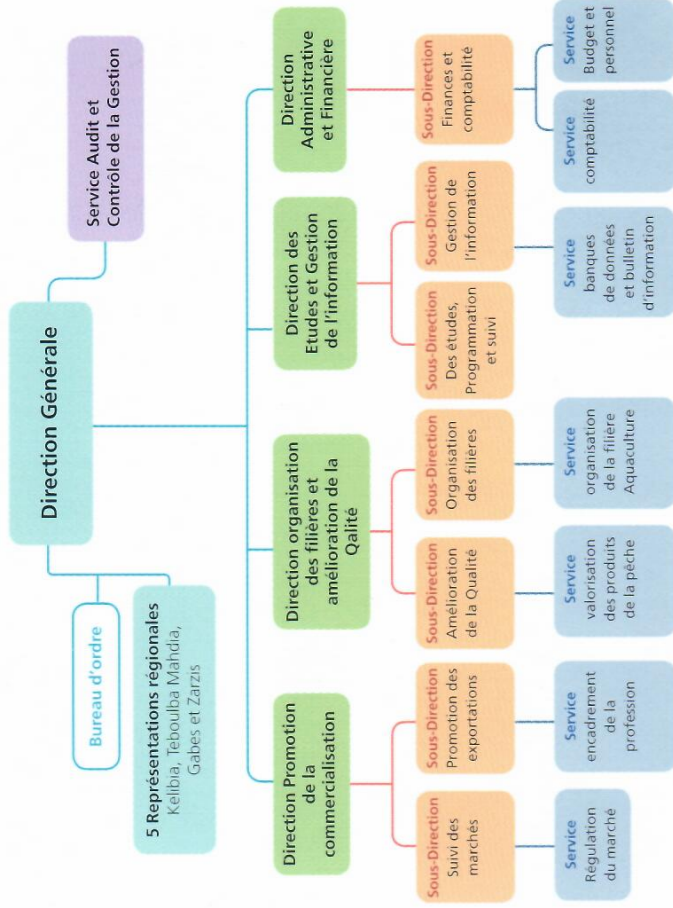 Direction Générale
Service Audit et
Contrôle de la Gestion
Bureau d'ordre
5 Représentations régionales
Kelibia, Teboulba Mahdia,
Gabes et Zarzis
Direction Promotion
de la
commercialisation
Direction organisation
des filières et
amélioration de la
Qalité
Direction des
Etudes et Gestion
de l'information
Direction
Administrative
et Financière
Sous-Direction
Suivi des
marchés
Sous-Direction
Promotion des
exportations
Sous-Direction
Amélioration
de la Qualité
Sous-Direction
Organisation
des filières
Sous-Direction
Des études,
Programmation
et suivi
Sous-Direction
Gestion de
l'information
Sous-Direction
Finances et
comptabilité
Service
Régulation
du marché
Service
encadrement
de la
profession
Service
valorisation
des produits
de la pêche
Service
organisation
de la filière
Aquaculture
Service
banques
de données
et bulletin
d'information
Service
comptabilité
Service
Budget et
personnel